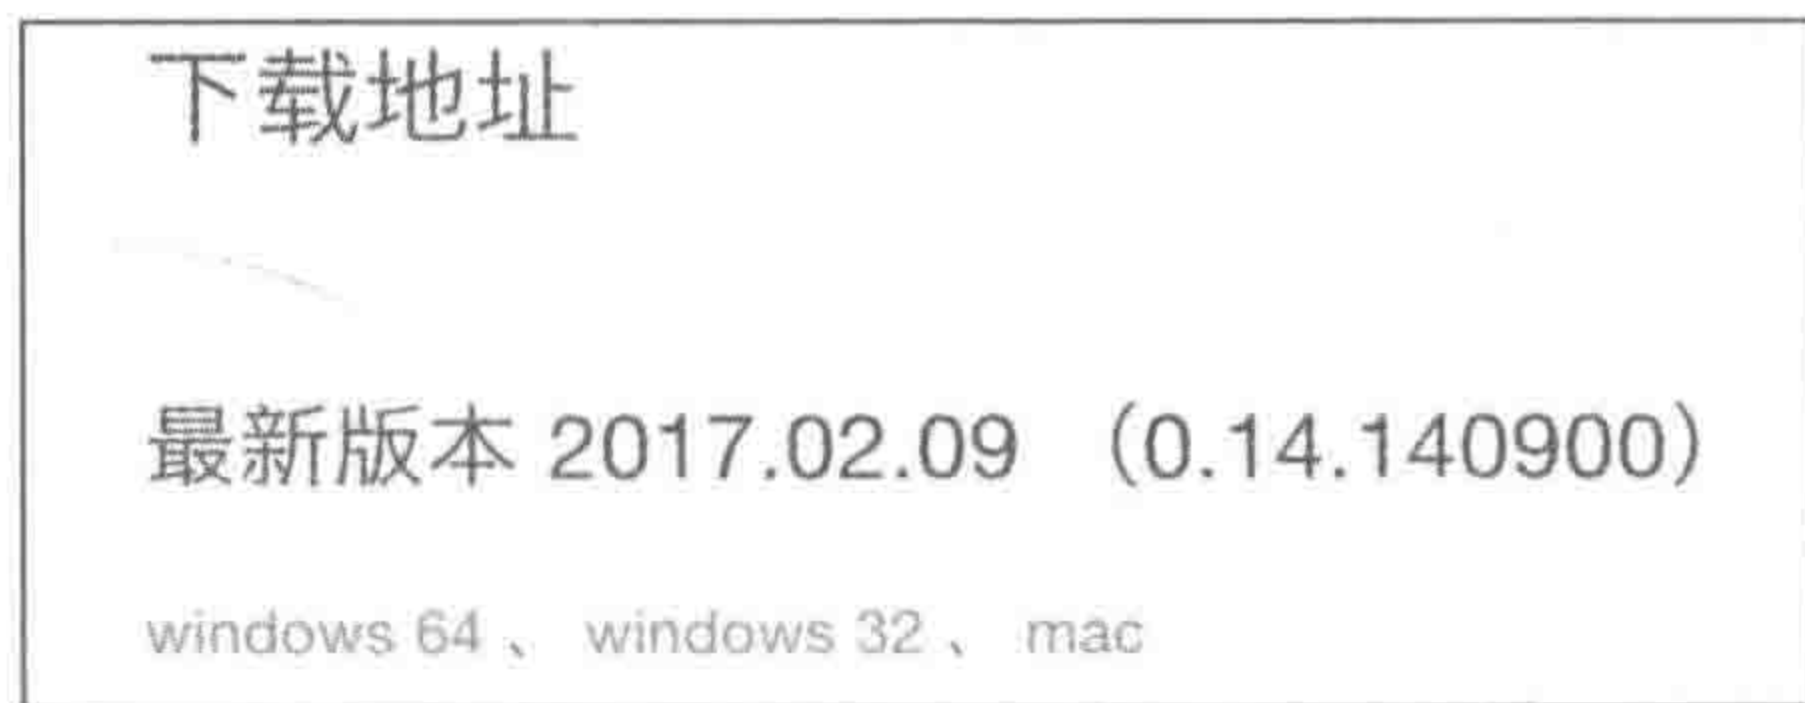 下载地址
最新版本 2017.02.09 （0.14.140900）
windows 64 、 windows 32 、 mac